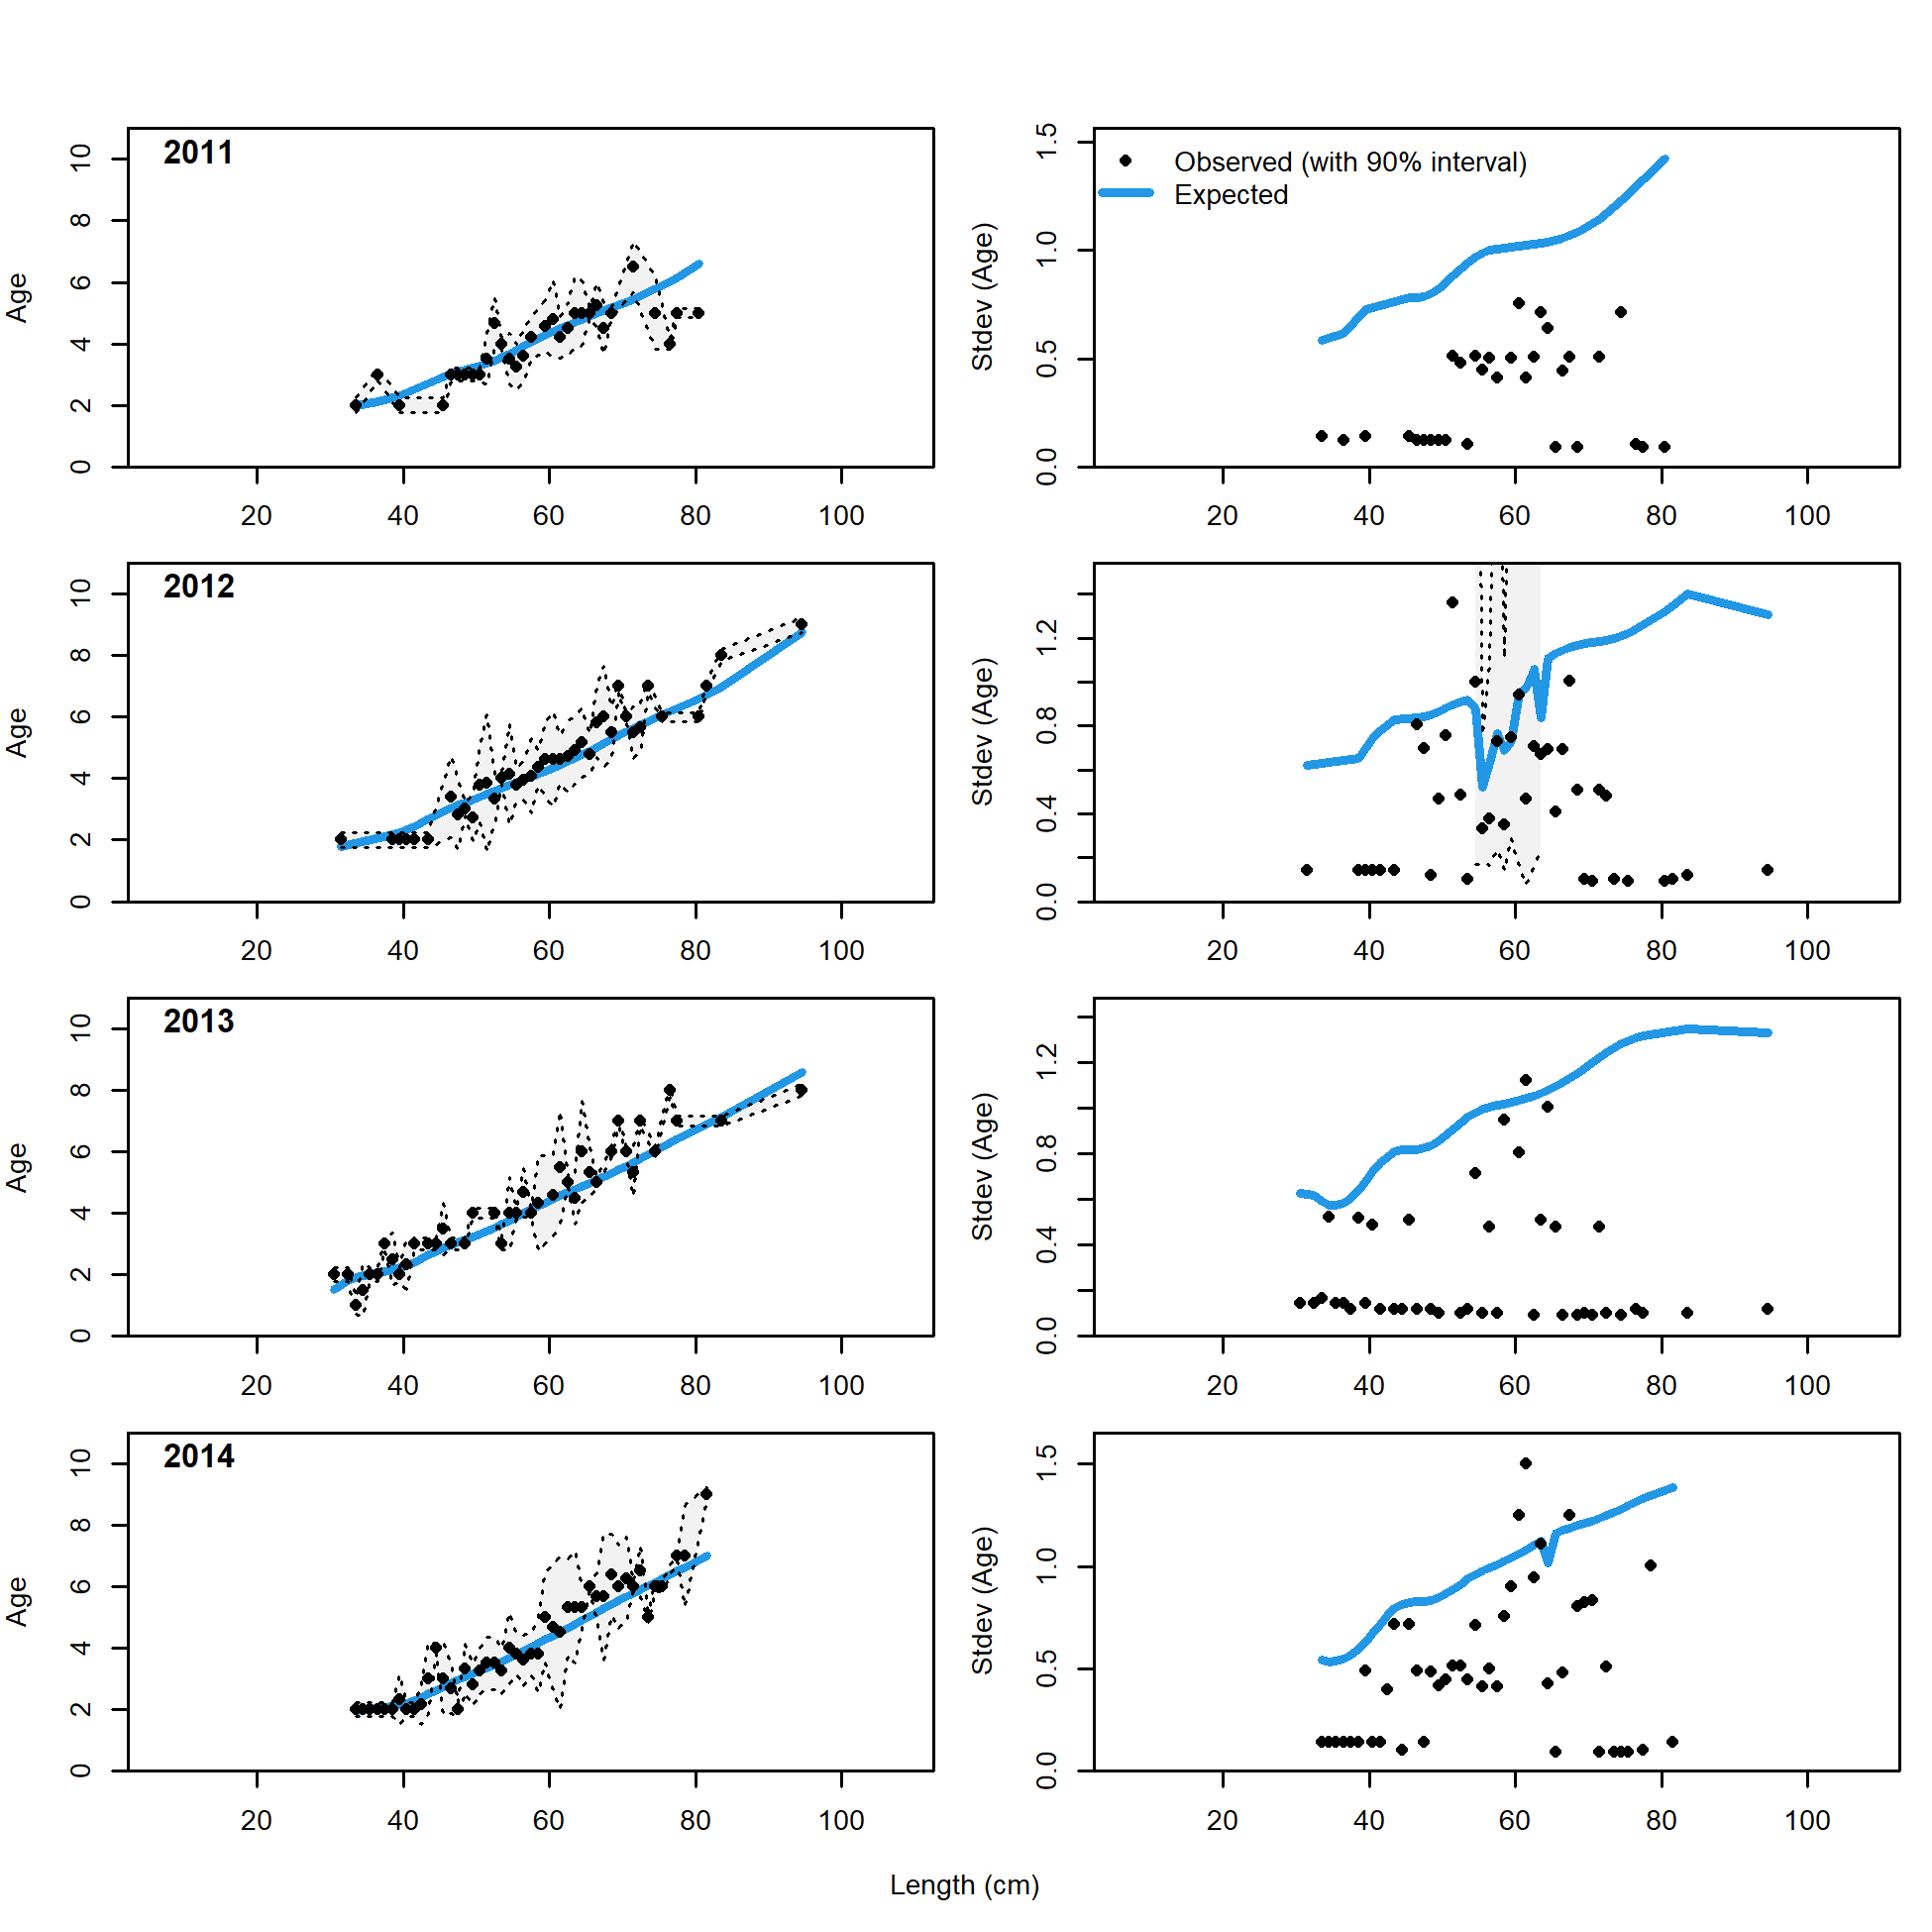 2011
Age
0 2 4 6 8 10
20 40 60 80 100
Observed (with 90% interval)
Expected
Stdev (Age)
0.0 0.5 1.0 1.5
20 40 60 80 100
2012
Age
0 2 4 6 8 10
20 40 60 80 100
Stdev (Age)
0.0 0.4 0.8 1.2
20 40 60 80 100
2013
Age
0 2 4 6 8 10
20 40 60 80 100
Stdev (Age)
0.0 0.4 0.8 1.2
20 40 60 80 100
2014
Age
0 2 4 6 8 10
20 40 60 80 100
Stdev (Age)
0.0 0.5 1.0 1.5
20 40 60 80 100
Length (cm)